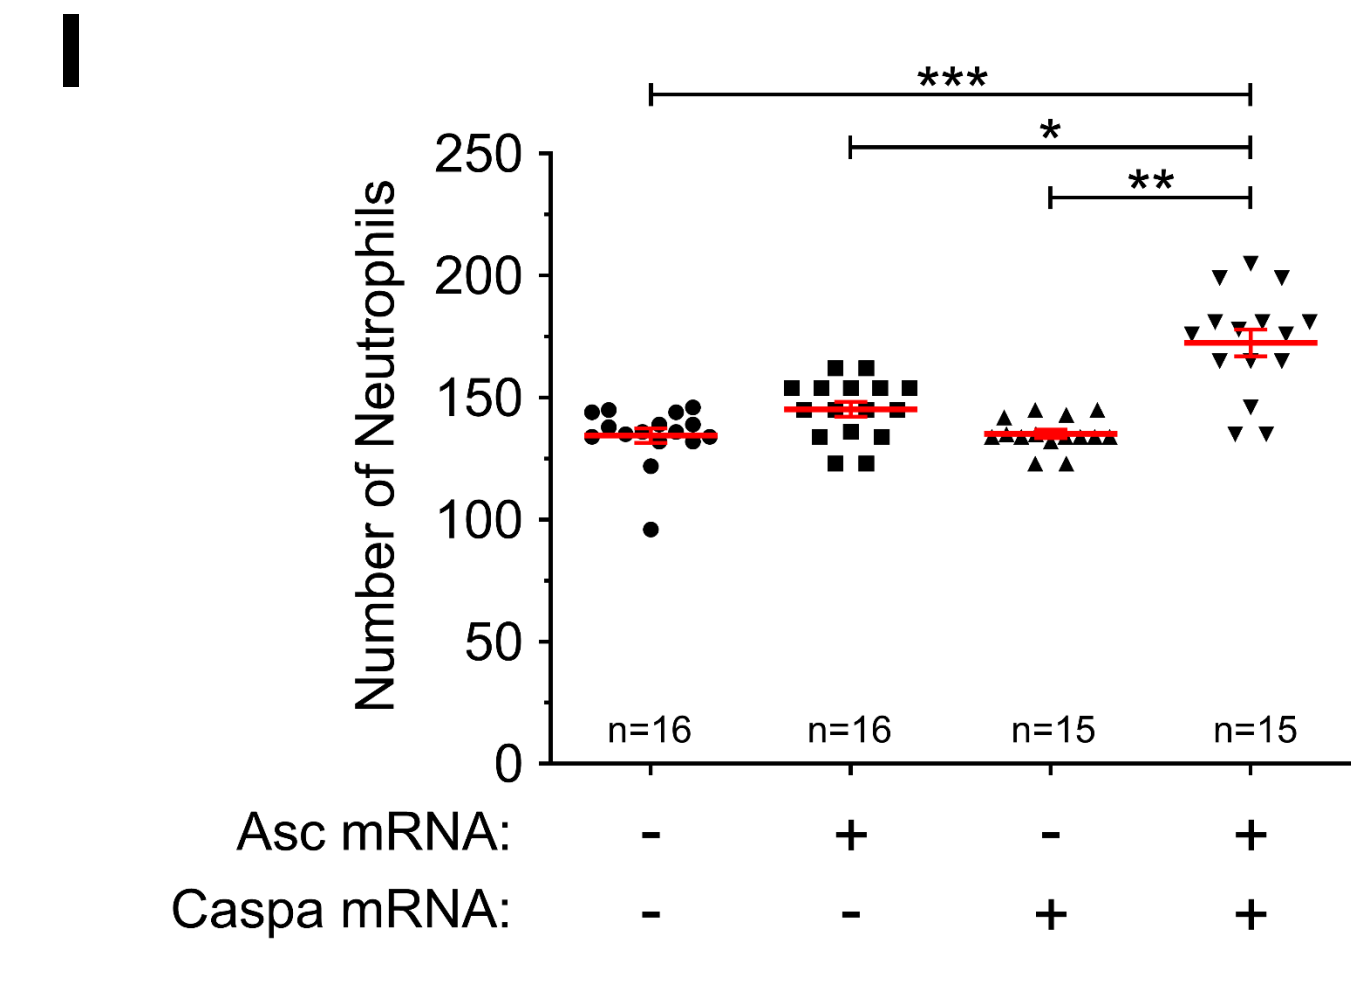 I
***
*
**
250
200
150
100
50
0
Number of Neutrophils
n=16 n=16 n=15 n=15
Asc mRNA: - + - +
Caspa mRNA: - - + +